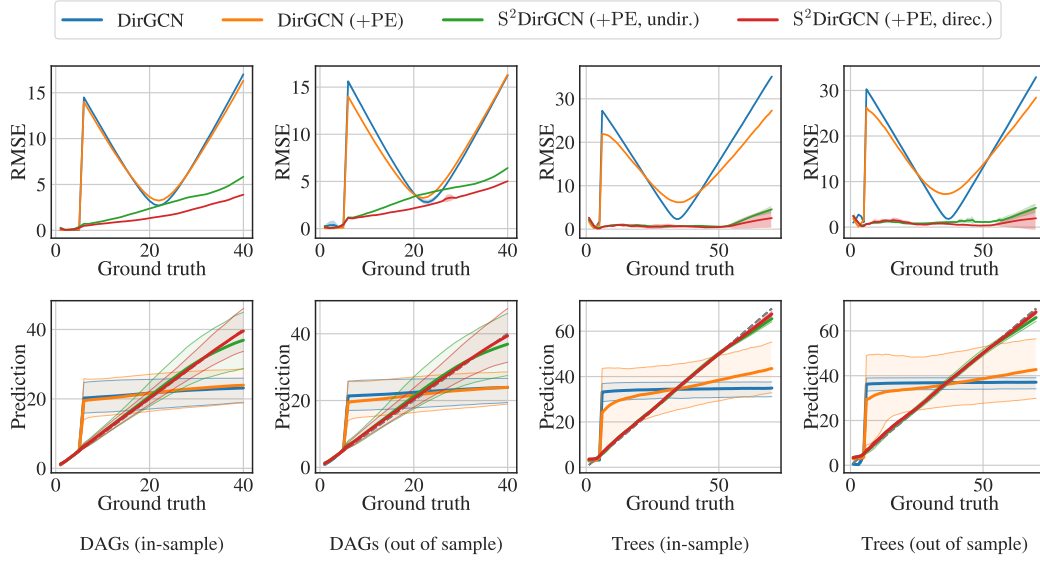 DirGCN DirGCN (+PE) S²DirGCN (+PE, undir.) S²DirGCN (+PE, direc.)
RMSE
15
10
5
0
0 20 40
Ground truth
RMSE
15
10
5
0
0 20 40
Ground truth
RMSE
30
20
10
0
0 50
Ground truth
RMSE
30
20
10
0
0 50
Ground truth
Prediction
40
20
0
0 20 40
Ground truth
Prediction
40
20
0
0 20 40
Ground truth
Prediction
60
40
20
0
0 50
Ground truth
Prediction
60
40
20
0
0 50
Ground truth
DAGs (in-sample) DAGs (out of sample) Trees (in-sample) Trees (out of sample)